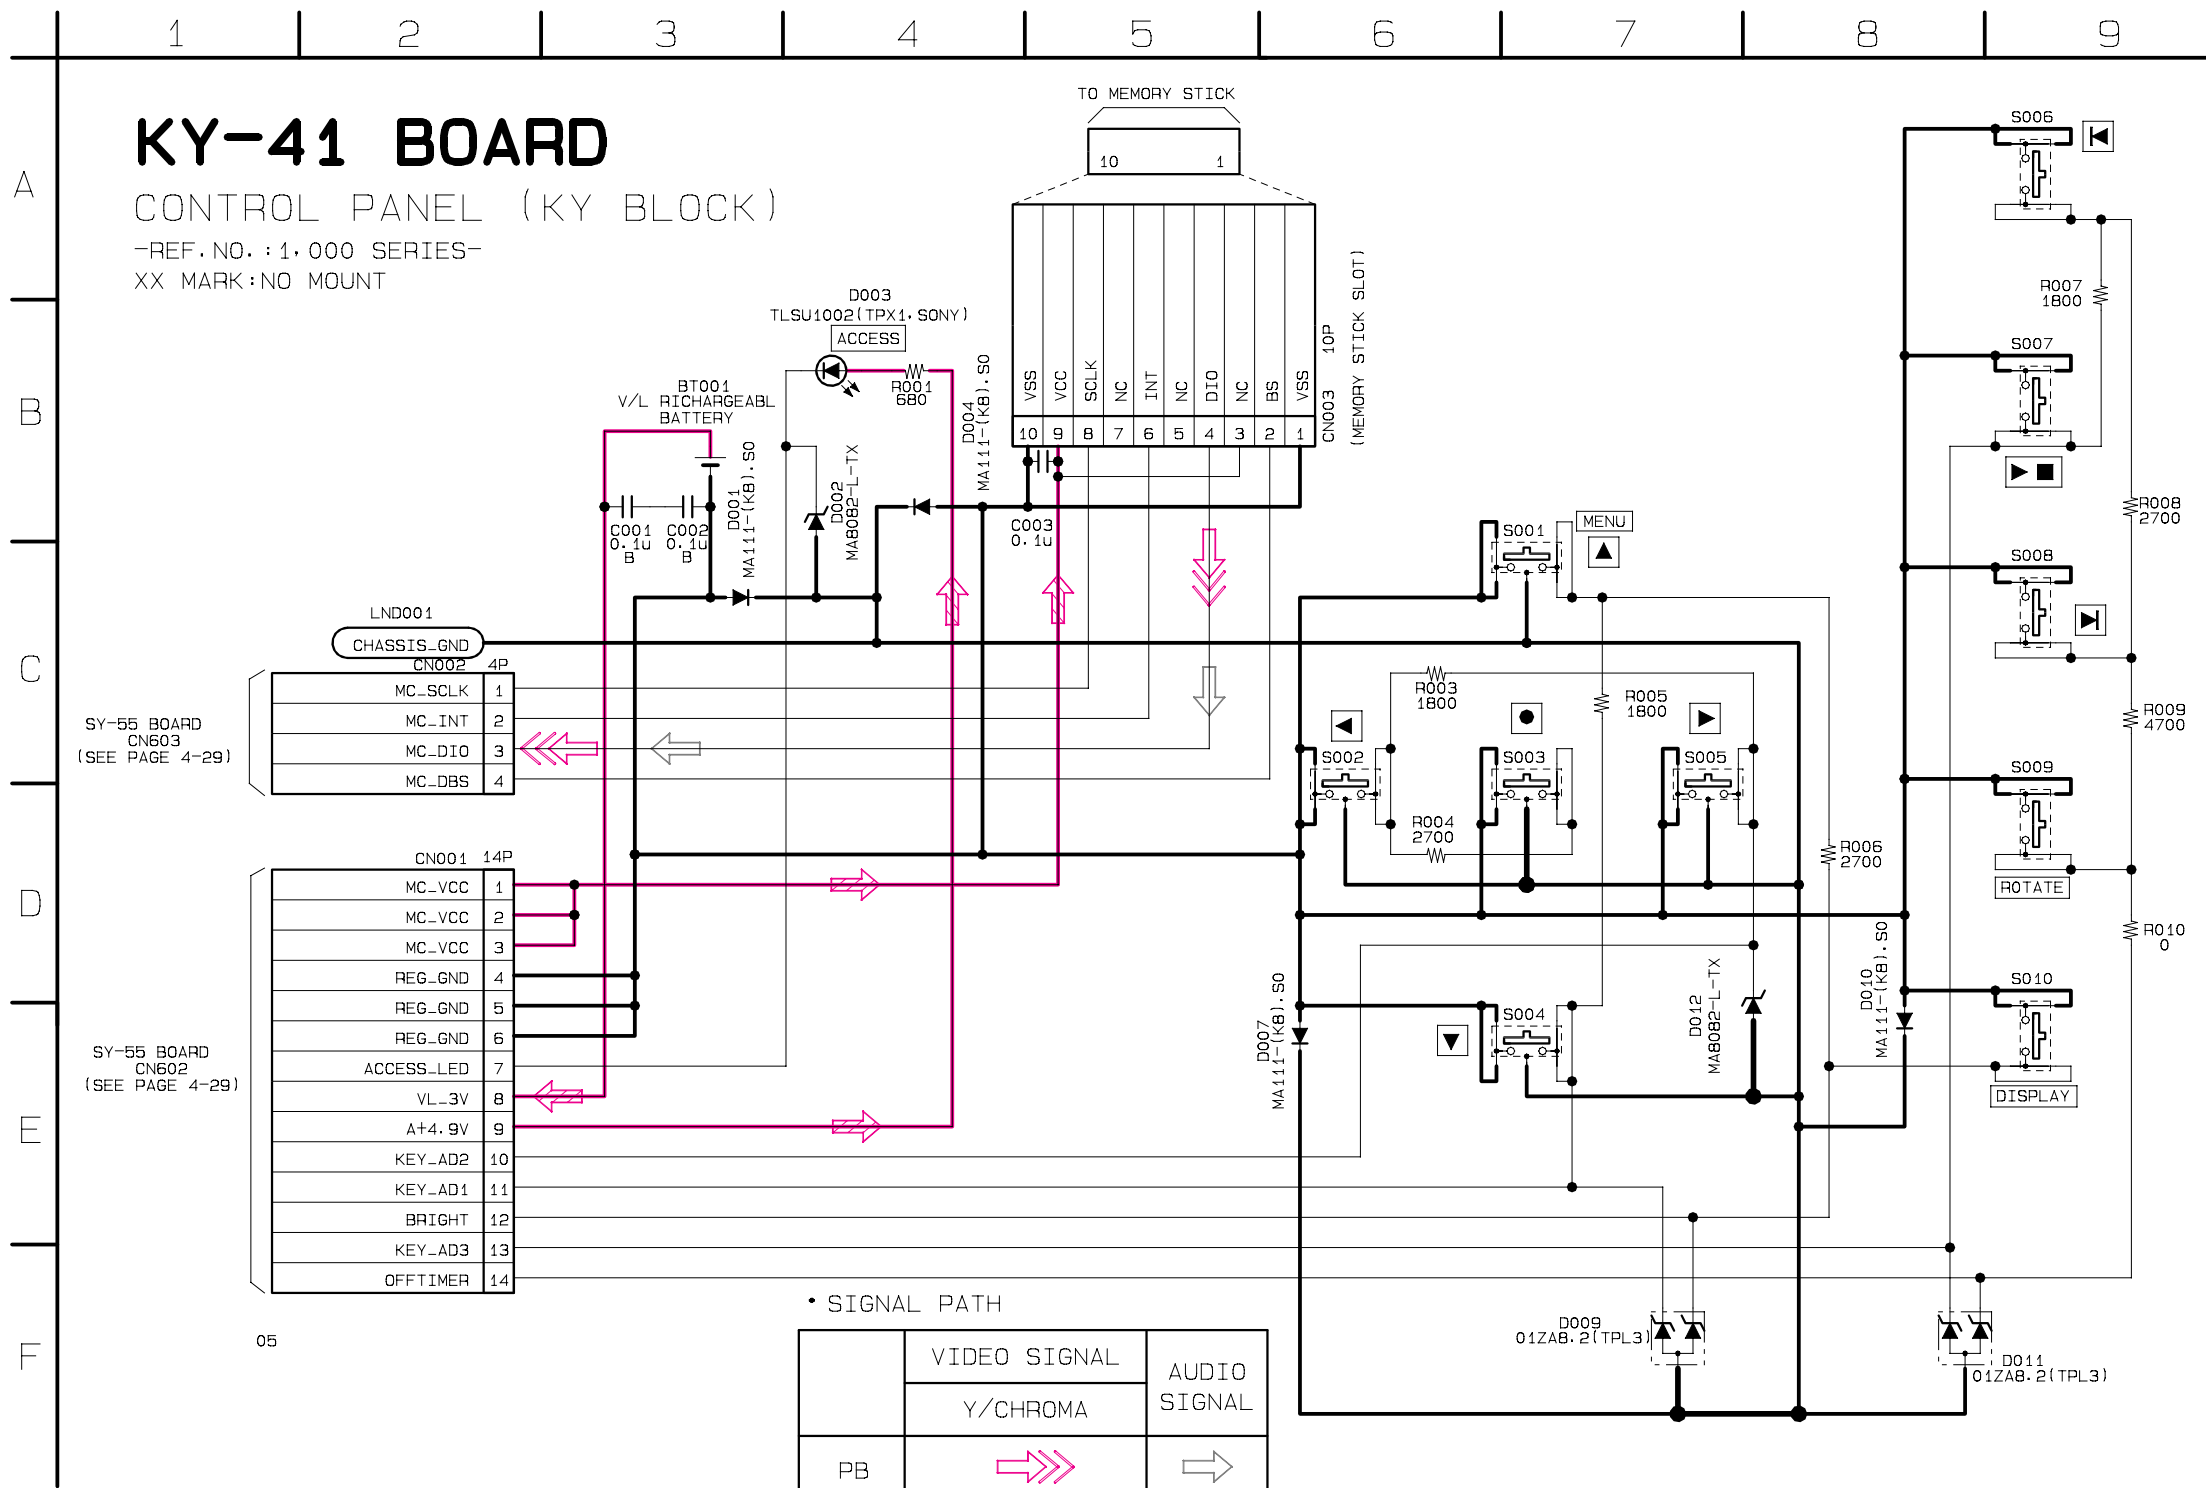 1 2 3 4 5 6 7 8 9
A
B
C
D
E
F
KY-41 BOARD
CONTROL PANEL (KY BLOCK)
-REF.NO.:1,000 SERIES-
XX MARK:NO MOUNT
TO MEMORY STICK
10 1
VSS
VCC
SCLK
NC
INT
NC
DIO
NC
BS
VSS
10 9 8 7 6 5 4 3 2 1
CN003 10P
(MEMORY STICK SLOT)
D003
TLSU1002(TPX1,SONY)
ACCESS
R001
680
BT001
V/L RICHARGEABL
BATTERY
D004
MA111-(K8).S0
D001
MA111-(K8).S0
D002
MA8082-L-TX
C001
0.1u
B
C002
0.1u
B
C003
0.1u
LND001
CHASSIS_GND
CN002 4P
MC_SCLK 1
MC_INT 2
MC_DIO 3
MC_DBS 4
SY-55 BOARD
CN603
(SEE PAGE 4-29)
CN001 14P
MC_VCC 1
MC_VCC 2
MC_VCC 3
REG_GND 4
REG_GND 5
REG_GND 6
ACCESS_LED 7
VL_3V 8
A+4.9V 9
KEY_AD2 10
KEY_AD1 11
BRIGHT 12
KEY_AD3 13
OFFTIMER 14
SY-55 BOARD
CN602
(SEE PAGE 4-29)
05
S001
MENU
S002
S003
S005
S004
R003
1800
R005
1800
R004
2700
R006
2700
D007
MA111-(K8).S0
D012
MA8082-L-TX
D010
MA111-(K8).S0
D009
01ZA8.2(TPL3)
D011
01ZA8.2(TPL3)
S006
R007
1800
S007
R008
2700
S008
R009
4700
S009
ROTATE
R010
0
S010
DISPLAY
• SIGNAL PATH
VIDEO SIGNAL
AUDIO
SIGNAL
Y/CHROMA
PB